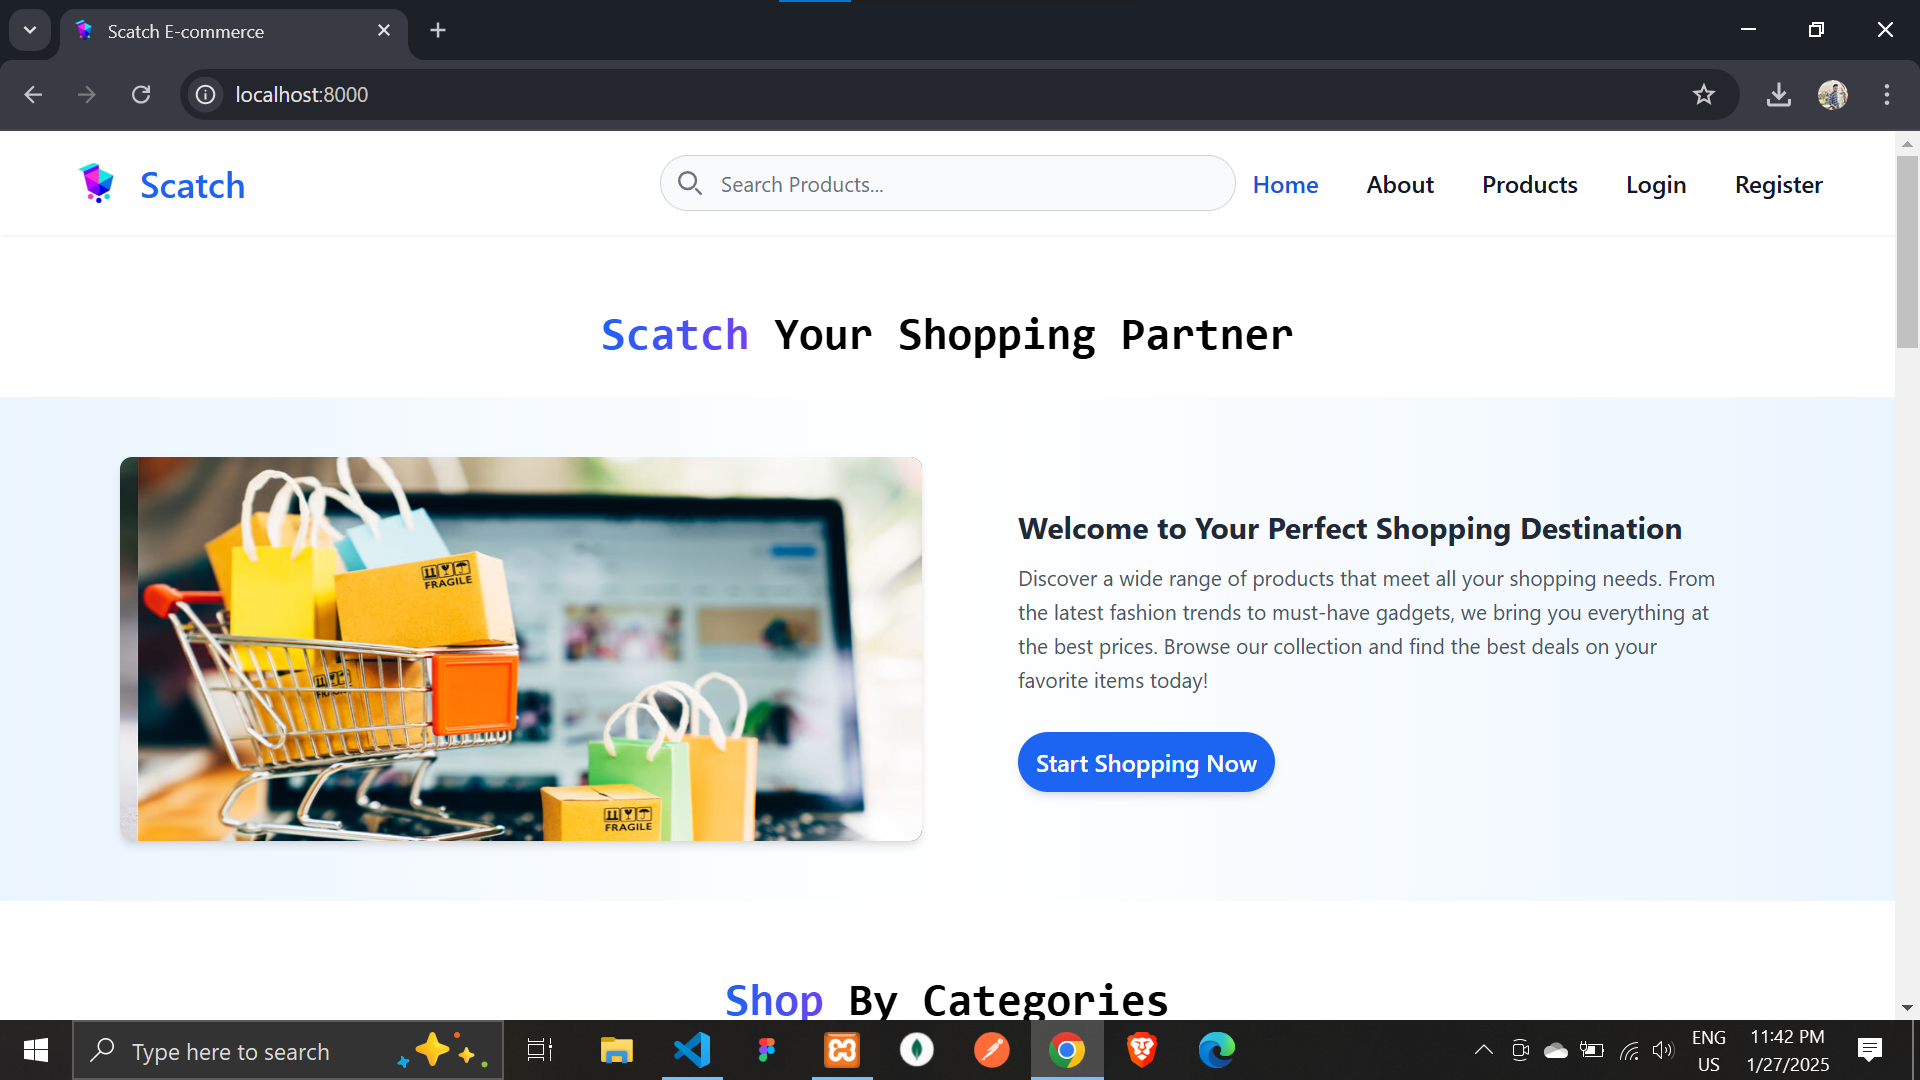 Scatch E-commerce
localhost:8000
Scatch
Search Products...
Home
About
Products
Login
Register
Scatch Your Shopping Partner
FRAGILE
FRAGILE
FRAGILE
Welcome to Your Perfect Shopping Destination
Discover a wide range of products that meet all your shopping needs. From
the latest fashion trends to must-have gadgets, we bring you everything at
the best prices. Browse our collection and find the best deals on your
favorite items today!
Start Shopping Now
Shop By Categories
Type here to search
ENG
US
11:42 PM
1/27/2025